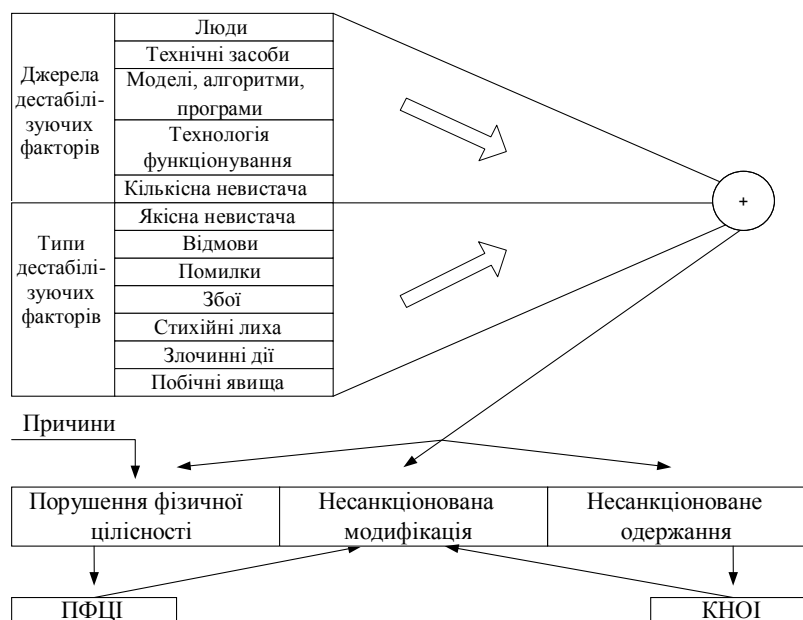 Джерела
дестабілі-
зуючих
факторів
Люди
Технічні засоби
Моделі, алгоритми,
програми
Технологія
функціонування
Кількісна невистача
Типи
дестабілі-
зуючих
факторів
Якісна невистача
Відмови
Помилки
Збої
Стихійні лиха
Злочинні дії
Побічні явища
+
Причини
Порушення фізичної
цілісності
Несанкціонована
модифікація
Несанкціоноване
одержання
ПФЦІ
КНОІ